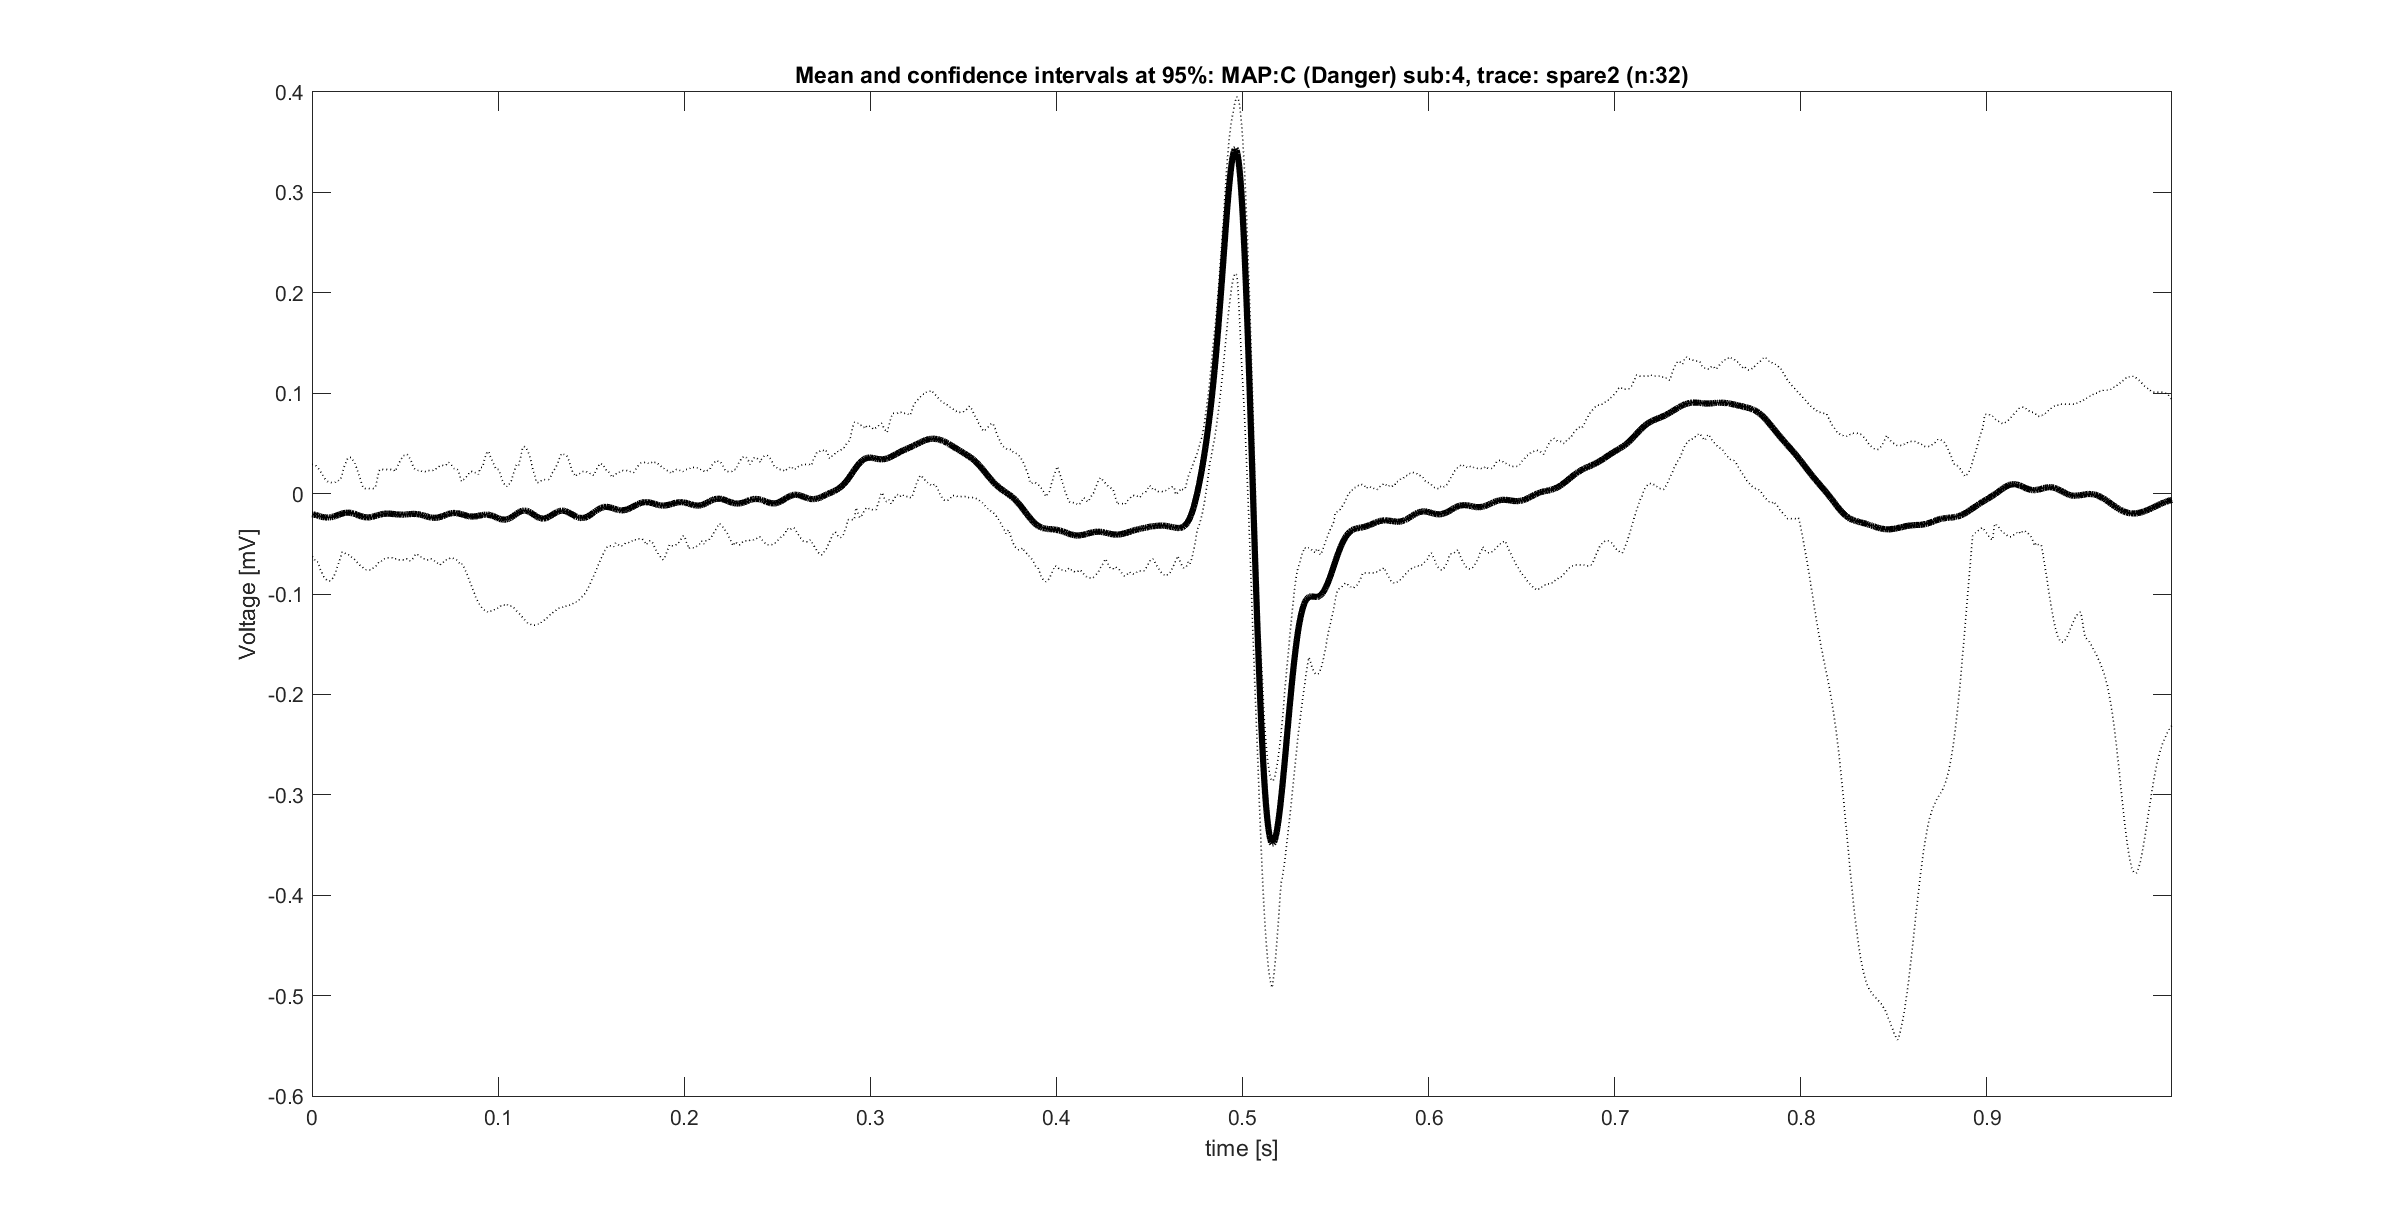 Mean and confidence intervals at 95%: MAP:C (Danger) sub:4, trace: spare2 (n:32)
0.4
0.3
0.2
0.1
0
-0.1
-0.2
-0.3
-0.4
-0.5
-0.6
Voltage [mV]
0 0.1 0.2 0.3 0.4 0.5 0.6 0.7 0.8 0.9
time [s]